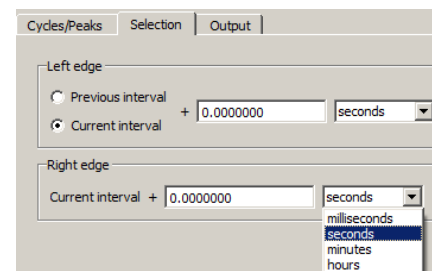 Cycles/Peaks Selection Output
Left edge
Previous interval
+ 0.0000000 seconds
Current interval
Right edge
Current interval + 0.0000000 seconds
milliseconds
seconds
minutes
hours